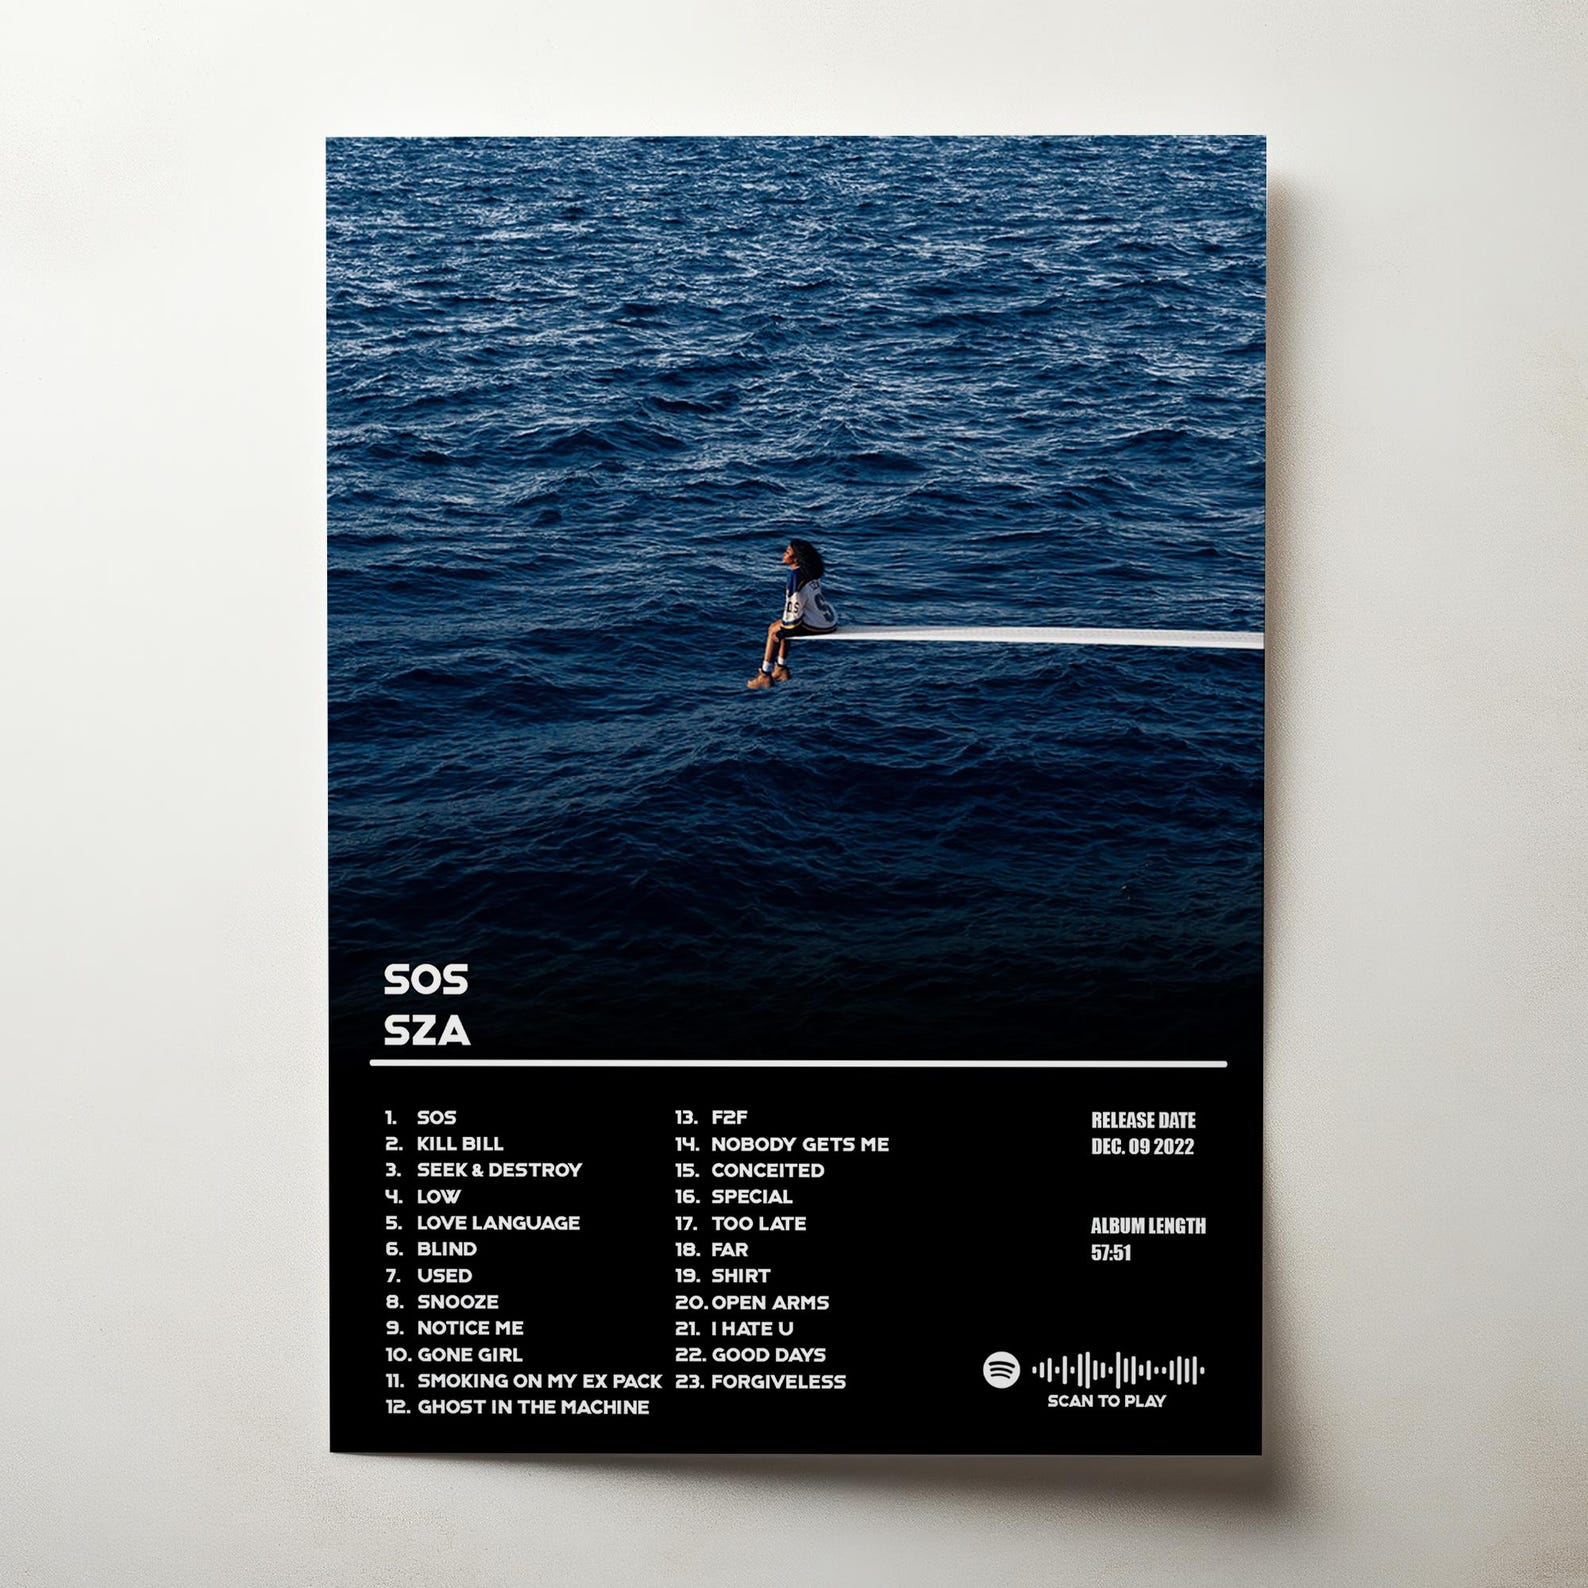 SOS
SZA
1. SOS
2. KILL BILL
3. SEEK & DESTROY
4. LOW
5. LOVE LANGUAGE
6. BLIND
7. USED
8. SNOOZE
9. NOTICE ME
10. GONE GIRL
11. SMOKING ON MY EX PACK
12. GHOST IN THE MACHINE
13. F2F
14. NOBODY GETS ME
15. CONCEITED
16. SPECIAL
17. TOO LATE
18. FAR
19. SHIRT
20. OPEN ARMS
21. I HATE U
22. GOOD DAYS
23. FORGIVELESS
RELEASE DATE
DEC. 09 2022
ALBUM LENGTH
57:51
SCAN TO PLAY